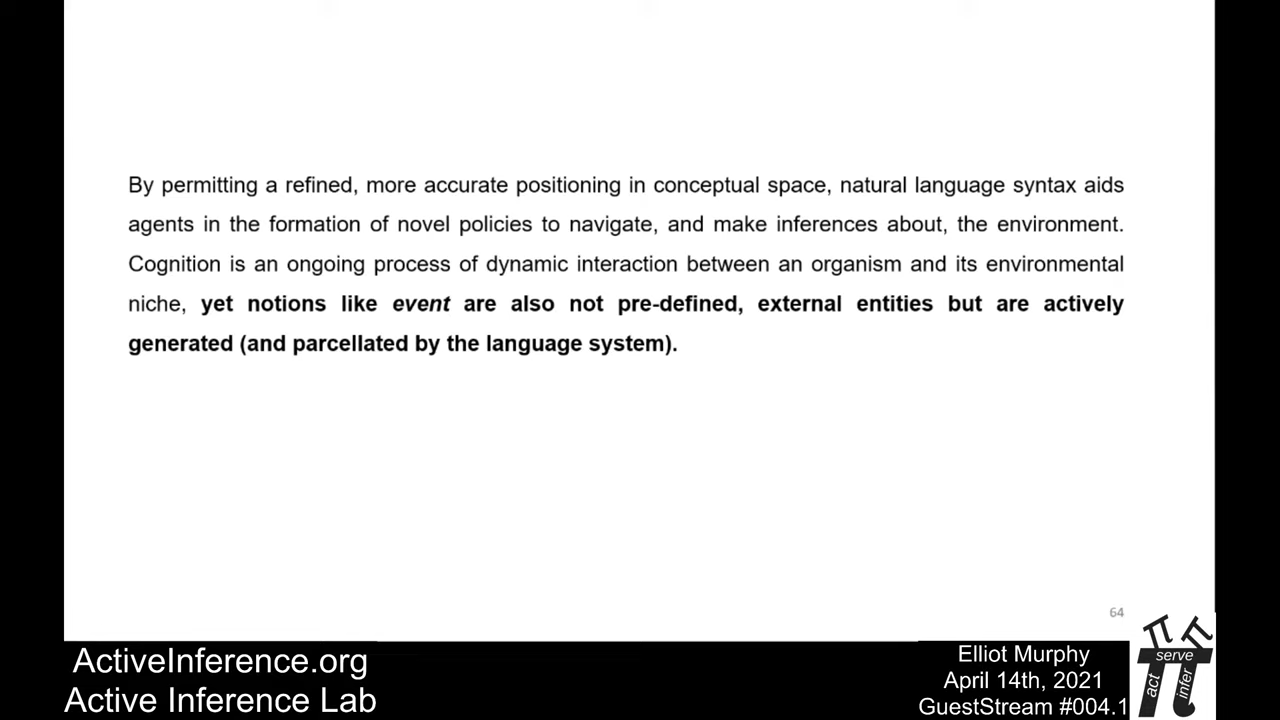 By permitting a refined, more accurate positioning in conceptual space, natural language syntax aids
agents in the formation of novel policies to navigate, and make inferences about, the environment.
Cognition is an ongoing process of dynamic interaction between an organism and its environmental
niche, yet notions like event are also not pre-defined, external entities but are actively
generated (and parcellated by the language system).
64
ActiveInference.org
Active Inference Lab
Elliot Murphy
April 14th, 2021
GuestStream #004.1
serve
act
infer